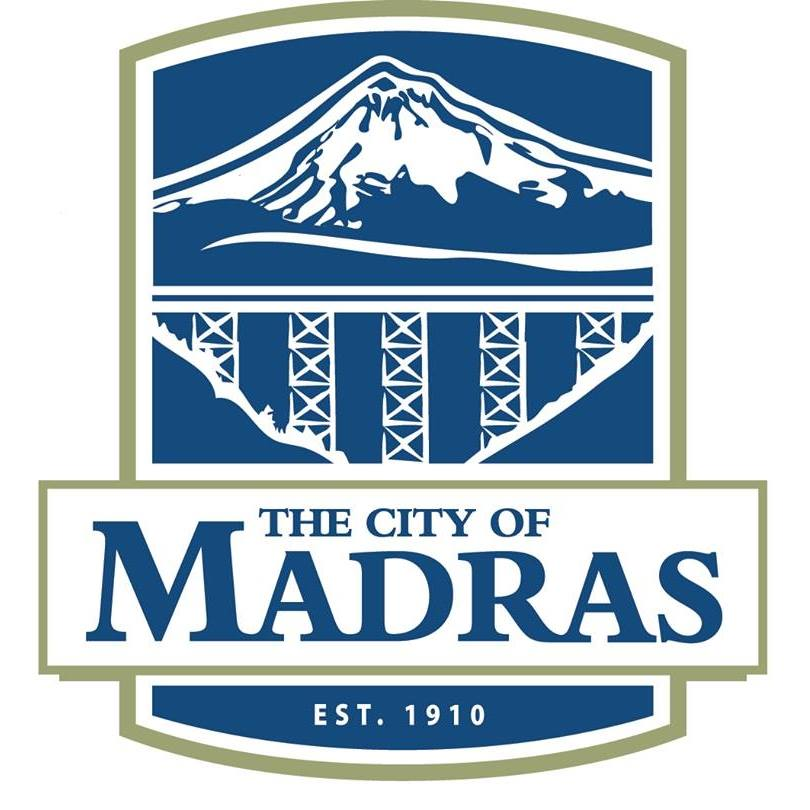 THE CITY OF
MADRAS
EST. 1910